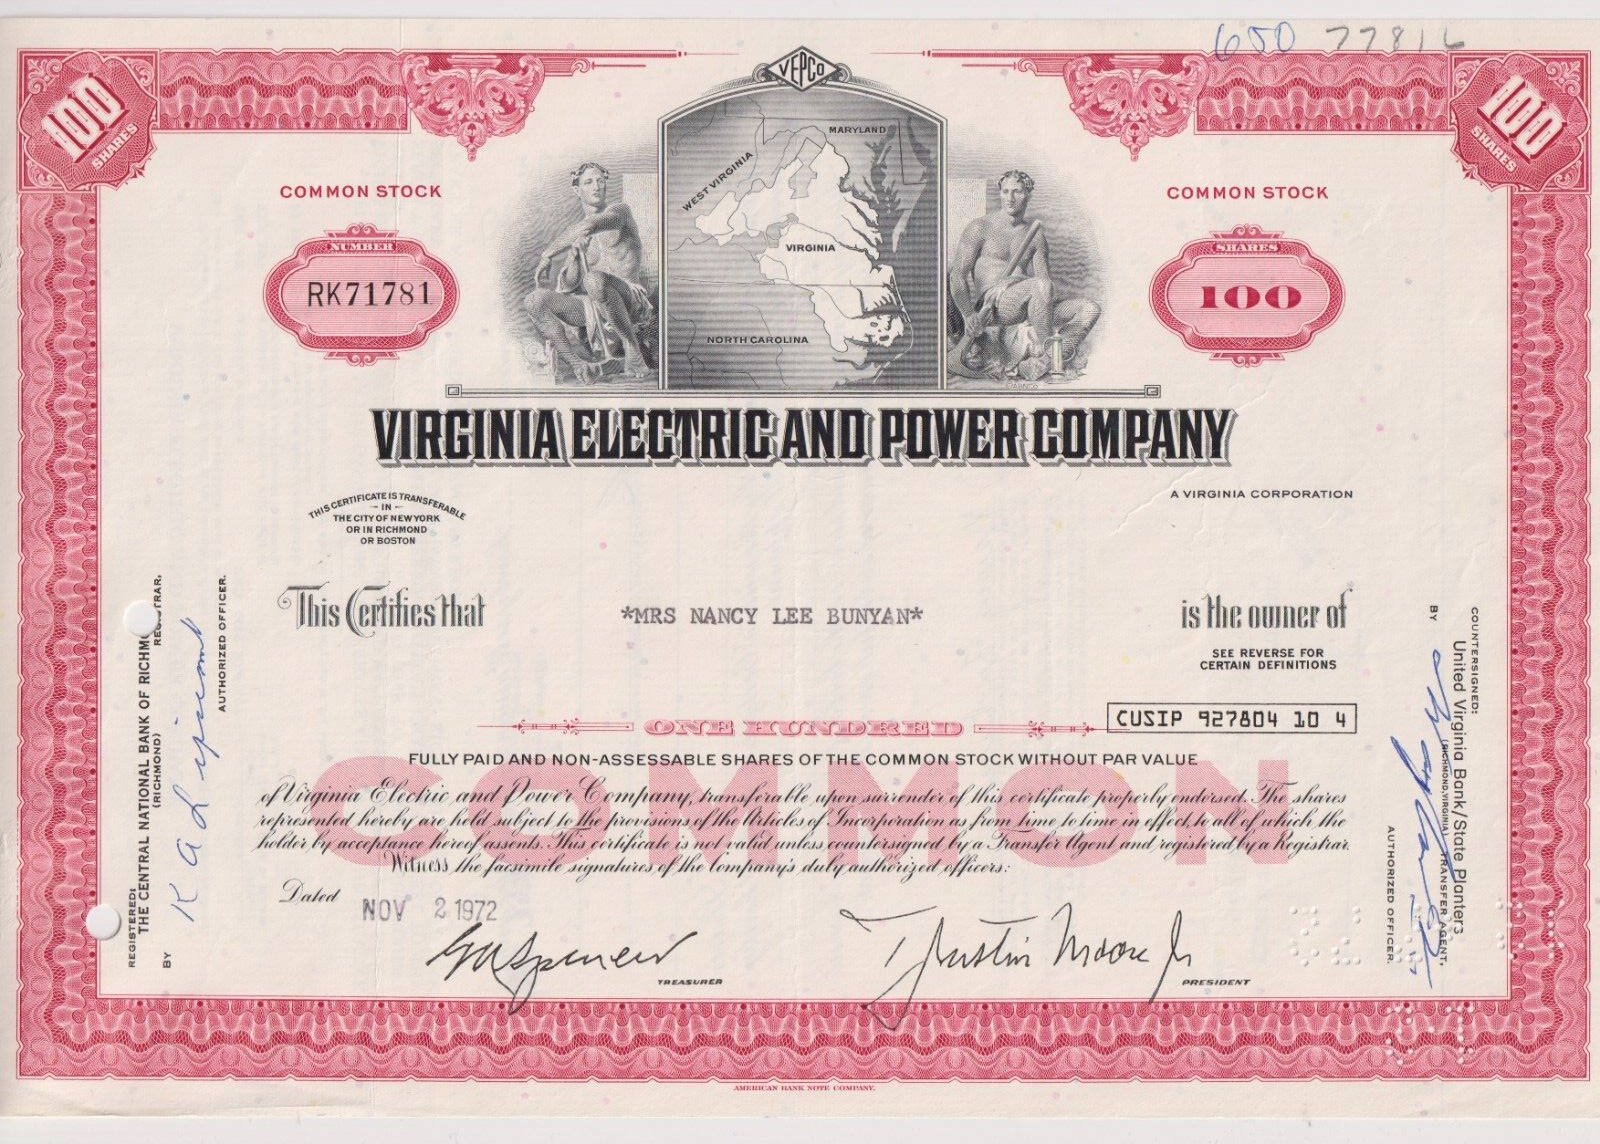 650 77816
VEPCO
100
SHARES
100
SHARES
MARYLAND
WEST VIRGINIA
VIRGINIA
NORTH CAROLINA
COMMON STOCK
COMMON STOCK
NUMBER
RK71781
SHARES
100
VIRGINIA ELECTRIC AND POWER COMPANY
A VIRGINIA CORPORATION
THIS CERTIFICATE IS TRANSFERABLE
IN
THE CITY OF NEW YORK
OR IN RICHMOND
OR BOSTON
This Certifies that
*MRS NANCY LEE BUNYAN*
is the owner of
SEE REVERSE FOR
CERTAIN DEFINITIONS
CUSIP 927804 10 4
ONE HUNDRED
FULLY PAID AND NON-ASSESSABLE SHARES OF THE COMMON STOCK WITHOUT PAR VALUE
COMMON
of Virginia Electric and Power Company, transferable upon surrender of this certificate properly endorsed. The shares
represented hereby are held subject to the provisions of the Articles of Incorporation as from time to time in effect, to all of which the
holder by acceptance hereof assents. This certificate is not valid unless countersigned by a Transfer Agent and registered by a Registrar.
Witness the facsimile signatures of the Company's duly authorized officers:
Dated NOV 2 1972
TREASURER
T Justin Moore Jr
PRESIDENT
REGISTERED:
THE CENTRAL NATIONAL BANK OF RICHM
(RICHMOND)
BY
AUTHORIZED OFFICER.
COUNTERSIGNED:
United Virginia Bank/State Planters
(RICHMOND, VIRGINIA) TRANSFER AGENT,
BY
AUTHORIZED OFFICER.
AMERICAN BANK NOTE COMPANY.